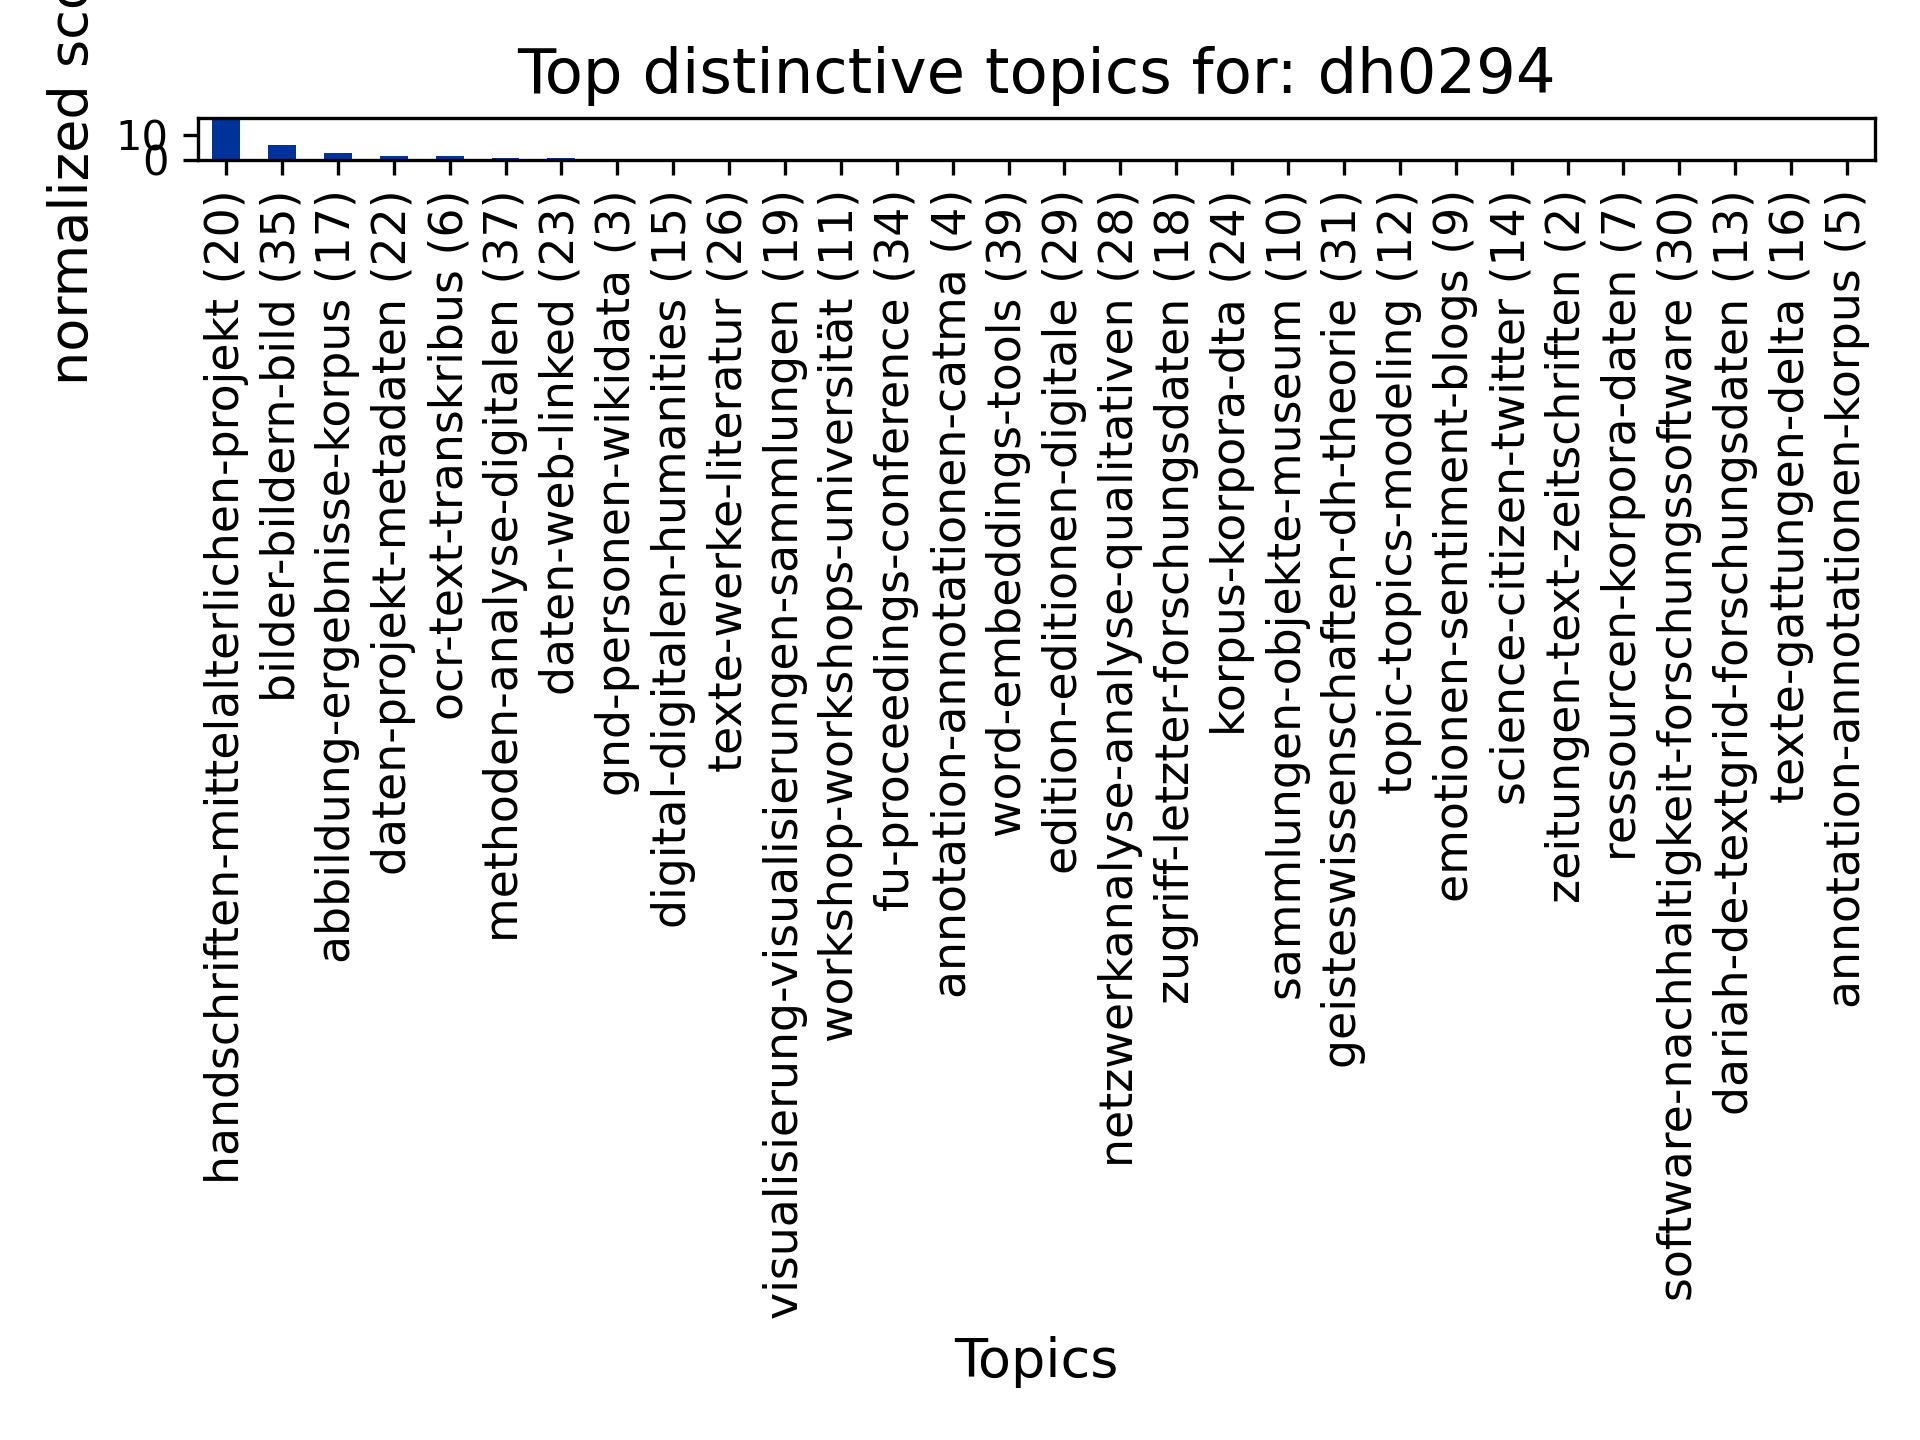 Top distinctive topics for: dh0294
normalized sco
10
0
handschriften-mittelalterlichen-projekt (20)
bilder-bildern-bild (35)
abbildung-ergebnisse-korpus (17)
daten-projekt-metadaten (22)
ocr-text-transkribus (6)
methoden-analyse-digitalen (37)
daten-web-linked (23)
gnd-personen-wikidata (3)
digital-digitalen-humanities (15)
texte-werke-literatur (26)
visualisierung-visualisierungen-sammlungen (19)
workshop-workshops-universität (11)
fu-proceedings-conference (34)
annotation-annotationen-catma (4)
word-embeddings-tools (39)
edition-editionen-digitale (29)
netzwerkanalyse-analyse-qualitativen (28)
zugriff-letzter-forschungsdaten (18)
korpus-korpora-dta (24)
sammlungen-objekte-museum (10)
geisteswissenschaften-dh-theorie (31)
topic-topics-modeling (12)
emotionen-sentiment-blogs (9)
science-citizen-twitter (14)
zeitungen-text-zeitschriften (2)
ressourcen-korpora-daten (7)
software-nachhaltigkeit-forschungssoftware (30)
dariah-de-textgrid-forschungsdaten (13)
texte-gattungen-delta (16)
annotation-annotationen-korpus (5)
Topics